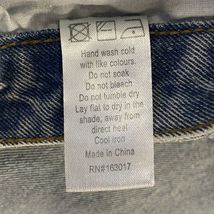 Hand wash cold
with like colours.
Do not soak
Do not bleach
Do not tumble dry
Lay flat to dry in the
shade, away from
direct heat
Cool Iron
Made in China
RN#163017